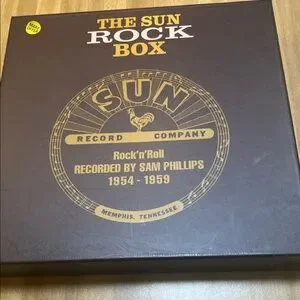 THE SUN
ROCK
BOX
SUN
RECORD COMPANY
Rock'n'Roll
RECORDED BY SAM PHILLIPS
1954 - 1959
MEMPHIS, TENNESSEE